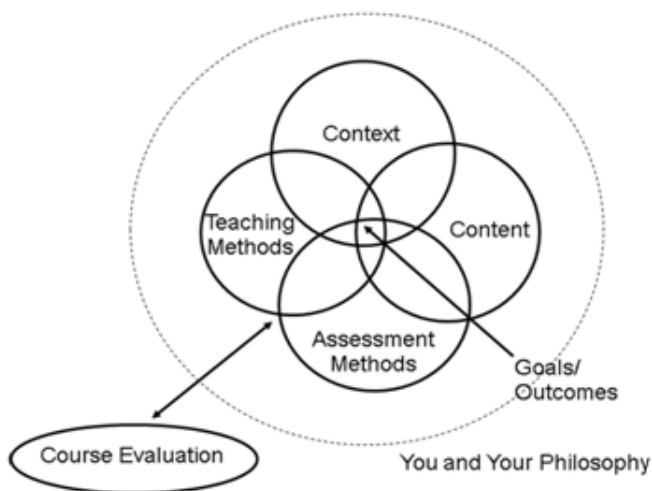 Context
Teaching
Methods
Content
Assessment
Methods
Goals/
Outcomes
Course Evaluation
You and Your Philosophy